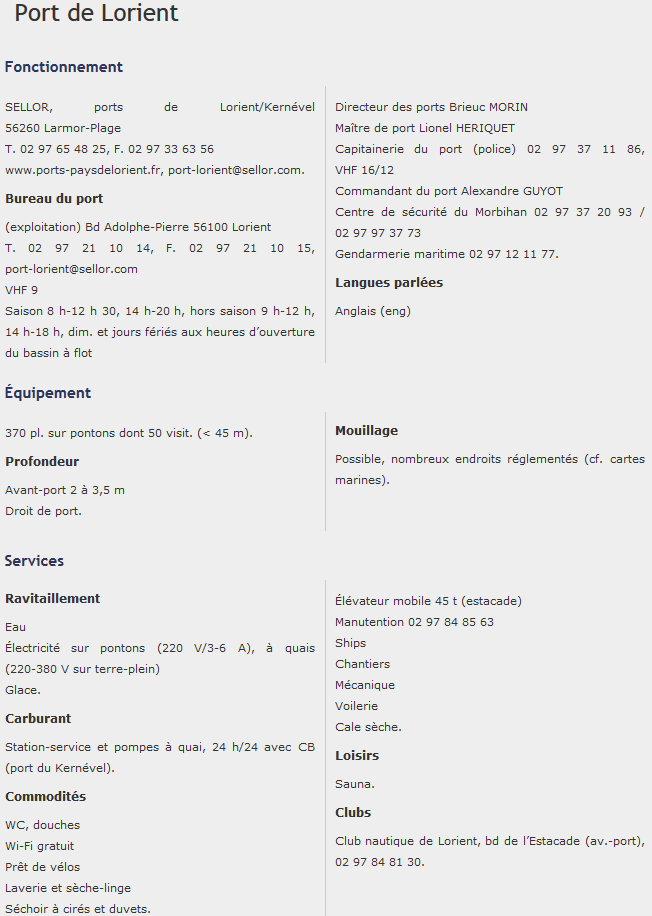 Port de Lorient
Fonctionnement
SELLOR, ports de Lorient/Kernével
56260 Larmor-Plage
T. 02 97 65 48 25, F. 02 97 33 63 56
www.ports-paysdelorient.fr, port-lorient@sellor.com.
Bureau du port
(exploitation) Bd Adolphe-Pierre 56100 Lorient
T. 02 97 21 10 14, F. 02 97 21 10 15,
port-lorient@sellor.com
VHF 9
Saison 8 h-12 h 30, 14 h-20 h, hors saison 9 h-12 h,
14 h-18 h, dim. et jours fériés aux heures d’ouverture
du bassin à flot
Directeur des ports Brieuc MORIN
Maître de port Lionel HERIQUET
Capitainerie du port (police) 02 97 37 11 86,
VHF 16/12
Commandant du port Alexandre GUYOT
Centre de sécurité du Morbihan 02 97 37 20 93 /
02 97 97 37 73
Gendarmerie maritime 02 97 12 11 77.
Langues parlées
Anglais (eng)
Équipement
370 pl. sur pontons dont 50 visit. (< 45 m).
Profondeur
Avant-port 2 à 3,5 m
Droit de port.
Mouillage
Possible, nombreux endroits réglementés (cf. cartes
marines).
Services
Ravitaillement
Eau
Électricité sur pontons (220 V/3-6 A), à quais
(220-380 V sur terre-plein)
Glace.
Carburant
Station-service et pompes à quai, 24 h/24 avec CB
(port du Kernével).
Commodités
WC, douches
Wi-Fi gratuit
Prêt de vélos
Laverie et sèche-linge
Séchoir à cirés et duvets.
Élévateur mobile 45 t (estacade)
Manutention 02 97 84 85 63
Ships
Chantiers
Mécanique
Voilerie
Cale sèche.
Loisirs
Sauna.
Clubs
Club nautique de Lorient, bd de l’Estacade (av.-port),
02 97 84 81 30.